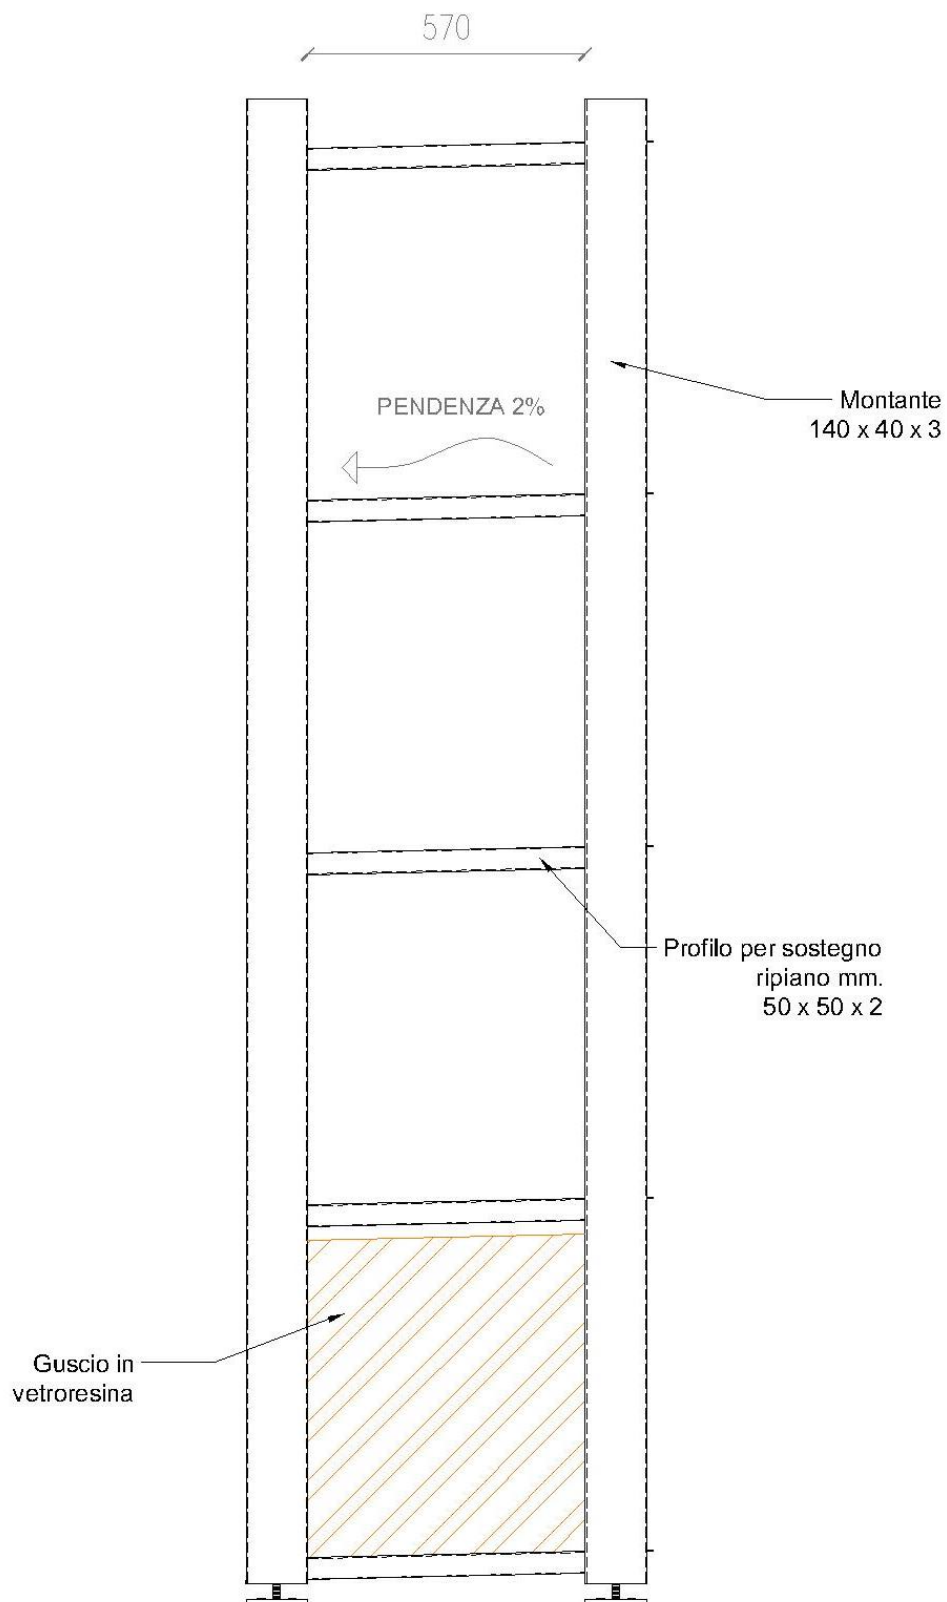 570
PENDENZA 2%
Montante
140 x 40 x 3
Profilo per sostegno
ripiano mm.
50 x 50 x 2
Guscio in
vetroresina